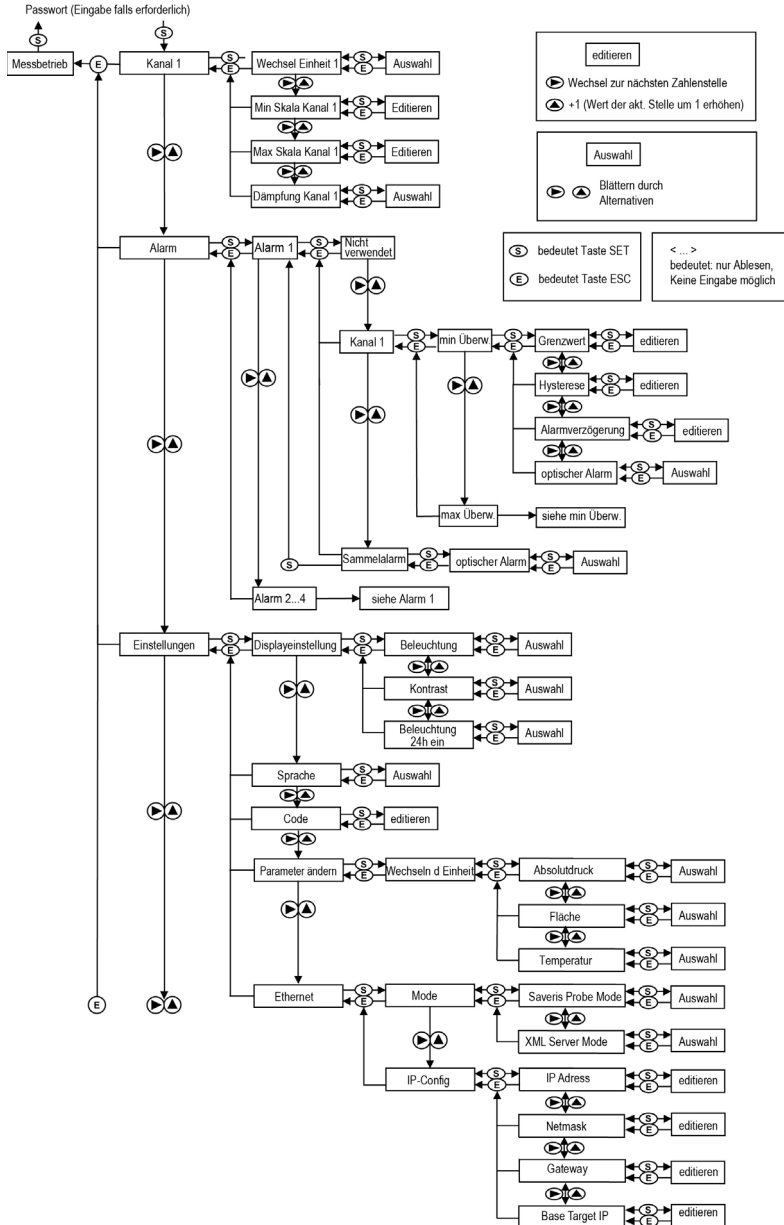 Passwort (Eingabe falls erforderlich)
S
S
Messbetrieb
E
Kanal 1
S
E
Wechsel Einheit 1
S
E
Auswahl
Min Skala Kanal 1
S
E
Editieren
Max Skala Kanal 1
S
E
Editieren
Dämpfung Kanal 1
S
E
Auswahl
editieren
Wechsel zur nächsten Zahlenstelle
+1 (Wert der akt. Stelle um 1 erhöhen)
Auswahl
Blättern durch
Alternativen
S bedeutet Taste SET
E bedeutet Taste ESC
< ... >
bedeutet: nur Ablesen,
Keine Eingabe möglich
Alarm
S
E
Alarm 1
S
E
Nicht
verwendet
Kanal 1
S
E
min Überw.
S
E
Grenzwert
S
E
editieren
Hysterese
S
E
editieren
Alarmverzögerung
S
E
editieren
optischer Alarm
S
E
Auswahl
max Überw.
siehe min Überw.
S
Sammelalarm
S
E
optischer Alarm
S
E
Auswahl
Alarm 2...4
siehe Alarm 1
Einstellungen
S
E
Displayeinstellung
S
E
Beleuchtung
S
E
Auswahl
Kontrast
S
E
Auswahl
Beleuchtung
24h ein
S
E
Auswahl
Sprache
S
E
Auswahl
Code
S
E
editieren
Parameter ändern
S
E
Wechseln d Einheit
S
E
Absolutdruck
S
E
Auswahl
Fläche
S
E
Auswahl
Temperatur
S
E
Auswahl
E
Ethernet
S
E
Mode
S
E
Saveris Probe Mode
S
E
Auswahl
XML Server Mode
S
E
Auswahl
IP-Config
S
E
IP Adress
S
E
editieren
Netmask
S
E
editieren
Gateway
S
E
editieren
Base Target IP
S
E
editieren